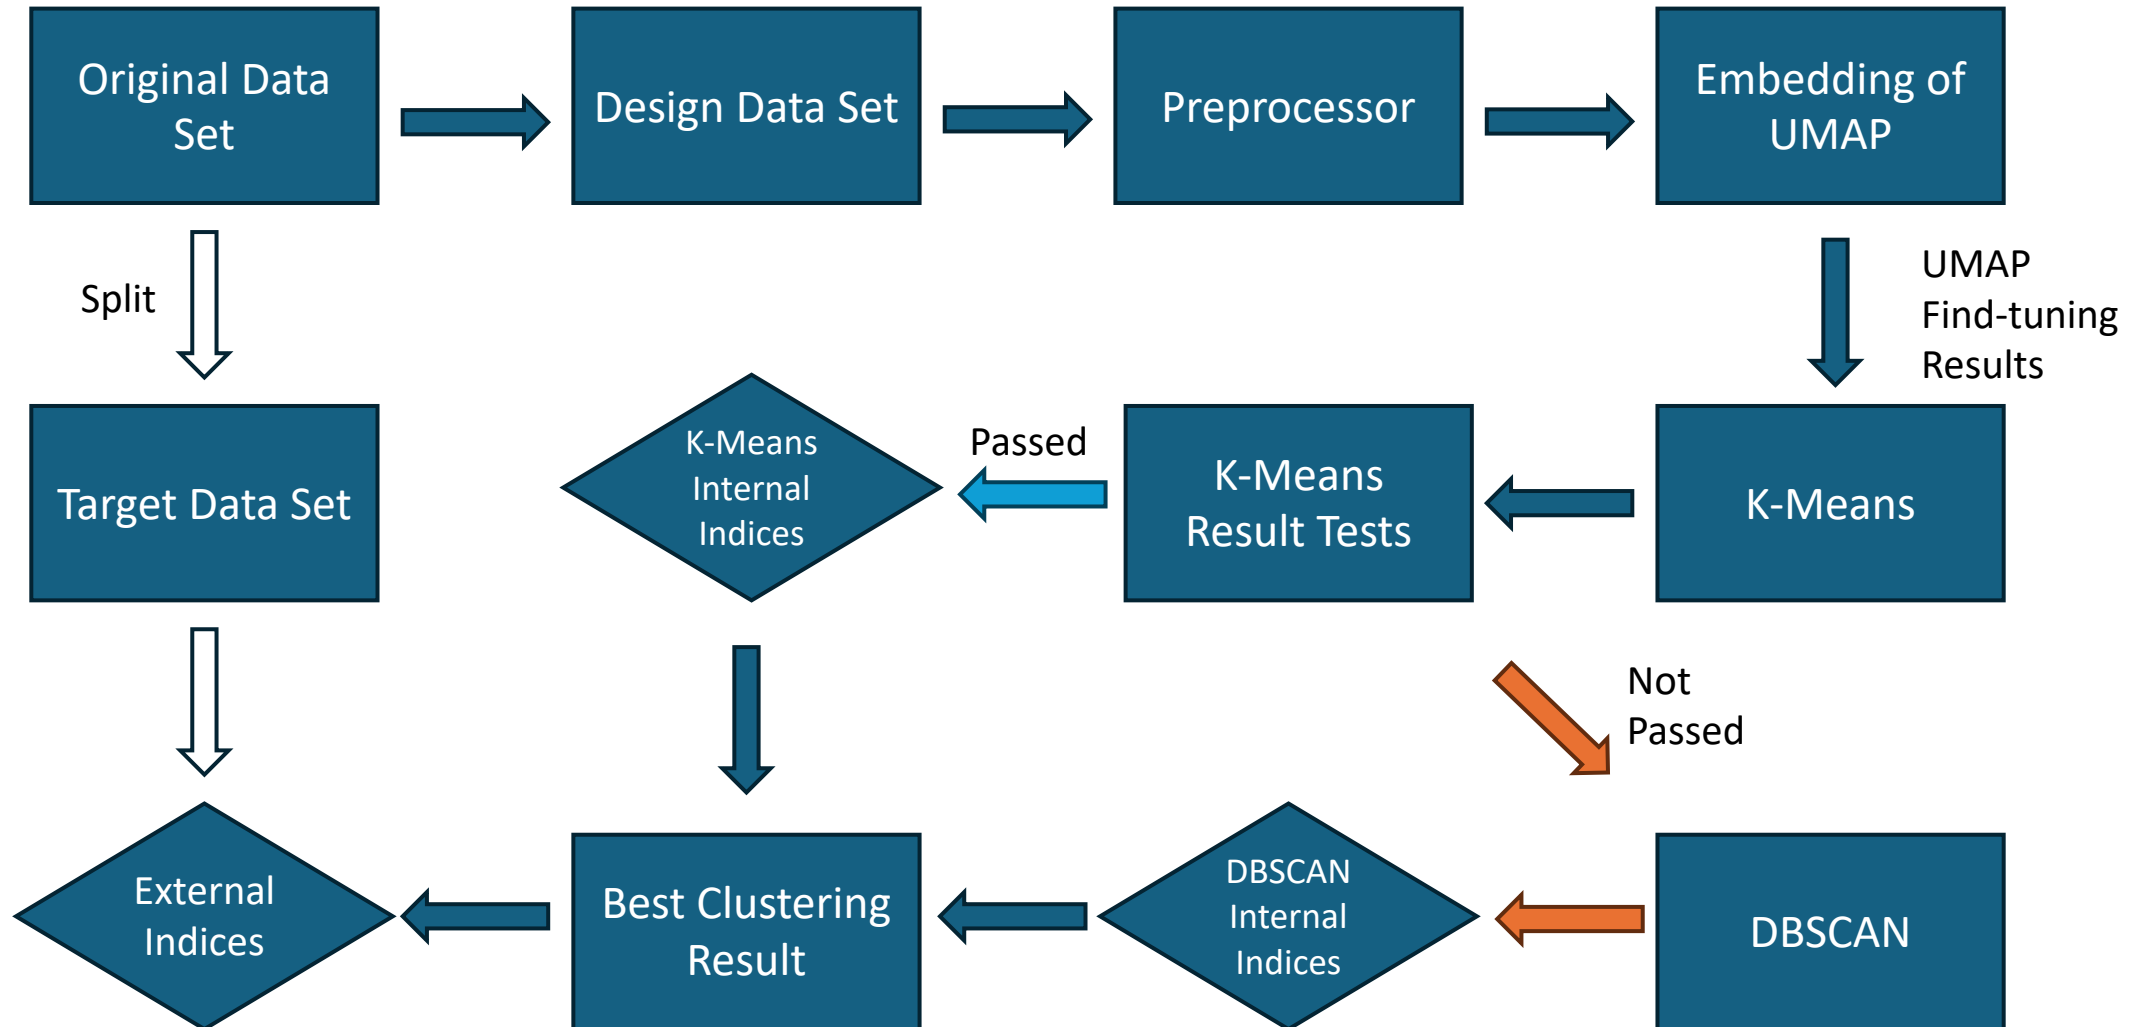 Original Data
Set
Design Data Set
Preprocessor
Embedding of
UMAP
Split
UMAP
Find-tuning
Results
Target Data Set
K-Means
Internal
Indices
Passed
K-Means
Result Tests
K-Means
Not
Passed
External
Indices
Best Clustering
Result
DBSCAN
Internal
Indices
DBSCAN